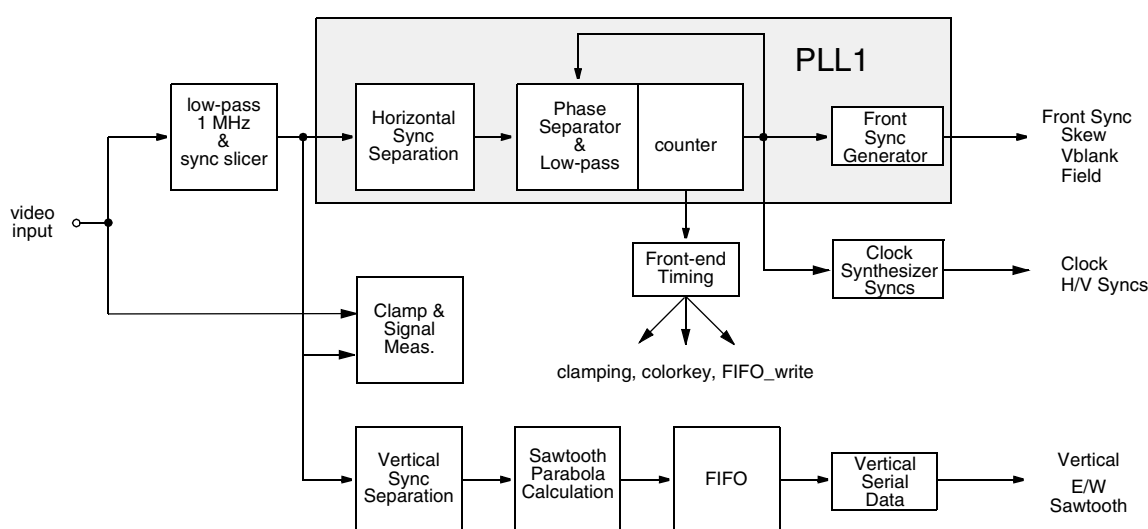 PLL1
low-pass
1 MHz
&
sync slicer
Horizontal
Sync
Separation
Phase
Separator
&
Low-pass
counter
Front
Sync
Generator
Front Sync
Skew
Vblank
Field
video
input
Front-end
Timing
Clock
Synthesizer
Syncs
Clock
H/V Syncs
Clamp &
Signal
Meas.
clamping, colorkey, FIFO_write
Vertical
Sync
Separation
Sawtooth
Parabola
Calculation
FIFO
Vertical
Serial
Data
Vertical
E/W
Sawtooth